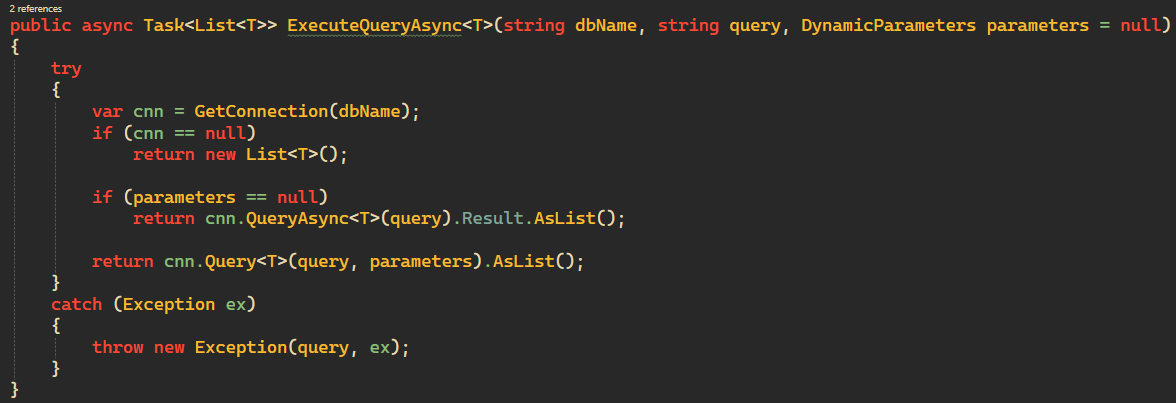 2 references
public async Task<List<T>> ExecuteQueryAsync<T>(string dbName, string query, DynamicParameters parameters = null)
{
    try
    {
        var cnn = GetConnection(dbName);
        if (cnn == null)
            return new List<T>();

        if (parameters == null)
            return cnn.QueryAsync<T>(query).Result.AsList();

        return cnn.Query<T>(query, parameters).AsList();
    }
    catch (Exception ex)
    {
        throw new Exception(query, ex);
    }
}